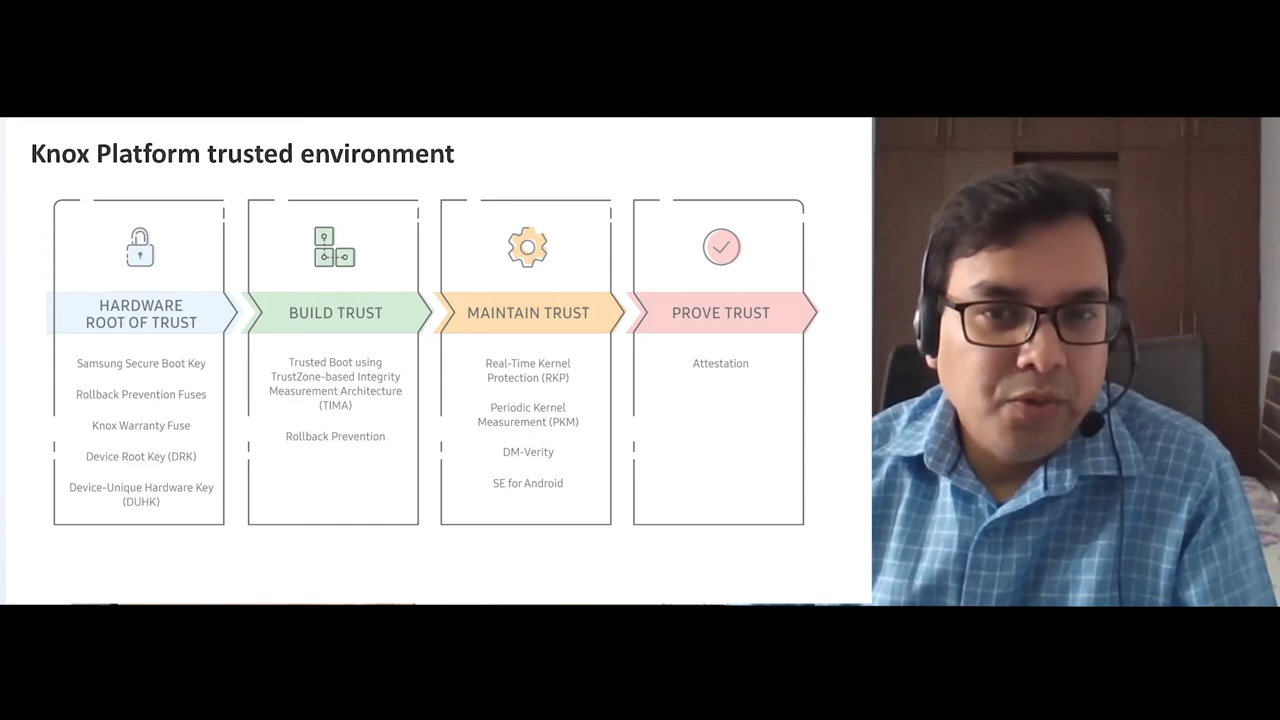 Knox Platform trusted environment
HARDWARE
ROOT OF TRUST
Samsung Secure Boot Key
Rollback Prevention Fuses
Knox Warranty Fuse
Device Root Key (DRK)
Device-Unique Hardware Key
(DUHK)
BUILD TRUST
Trusted Boot using
TrustZone-based Integrity
Measurement Architecture
(TIMA)
Rollback Prevention
MAINTAIN TRUST
Real-Time Kernel
Protection (RKP)
Periodic Kernel
Measurement (PKM)
DM-Verity
SE for Android
PROVE TRUST
Attestation